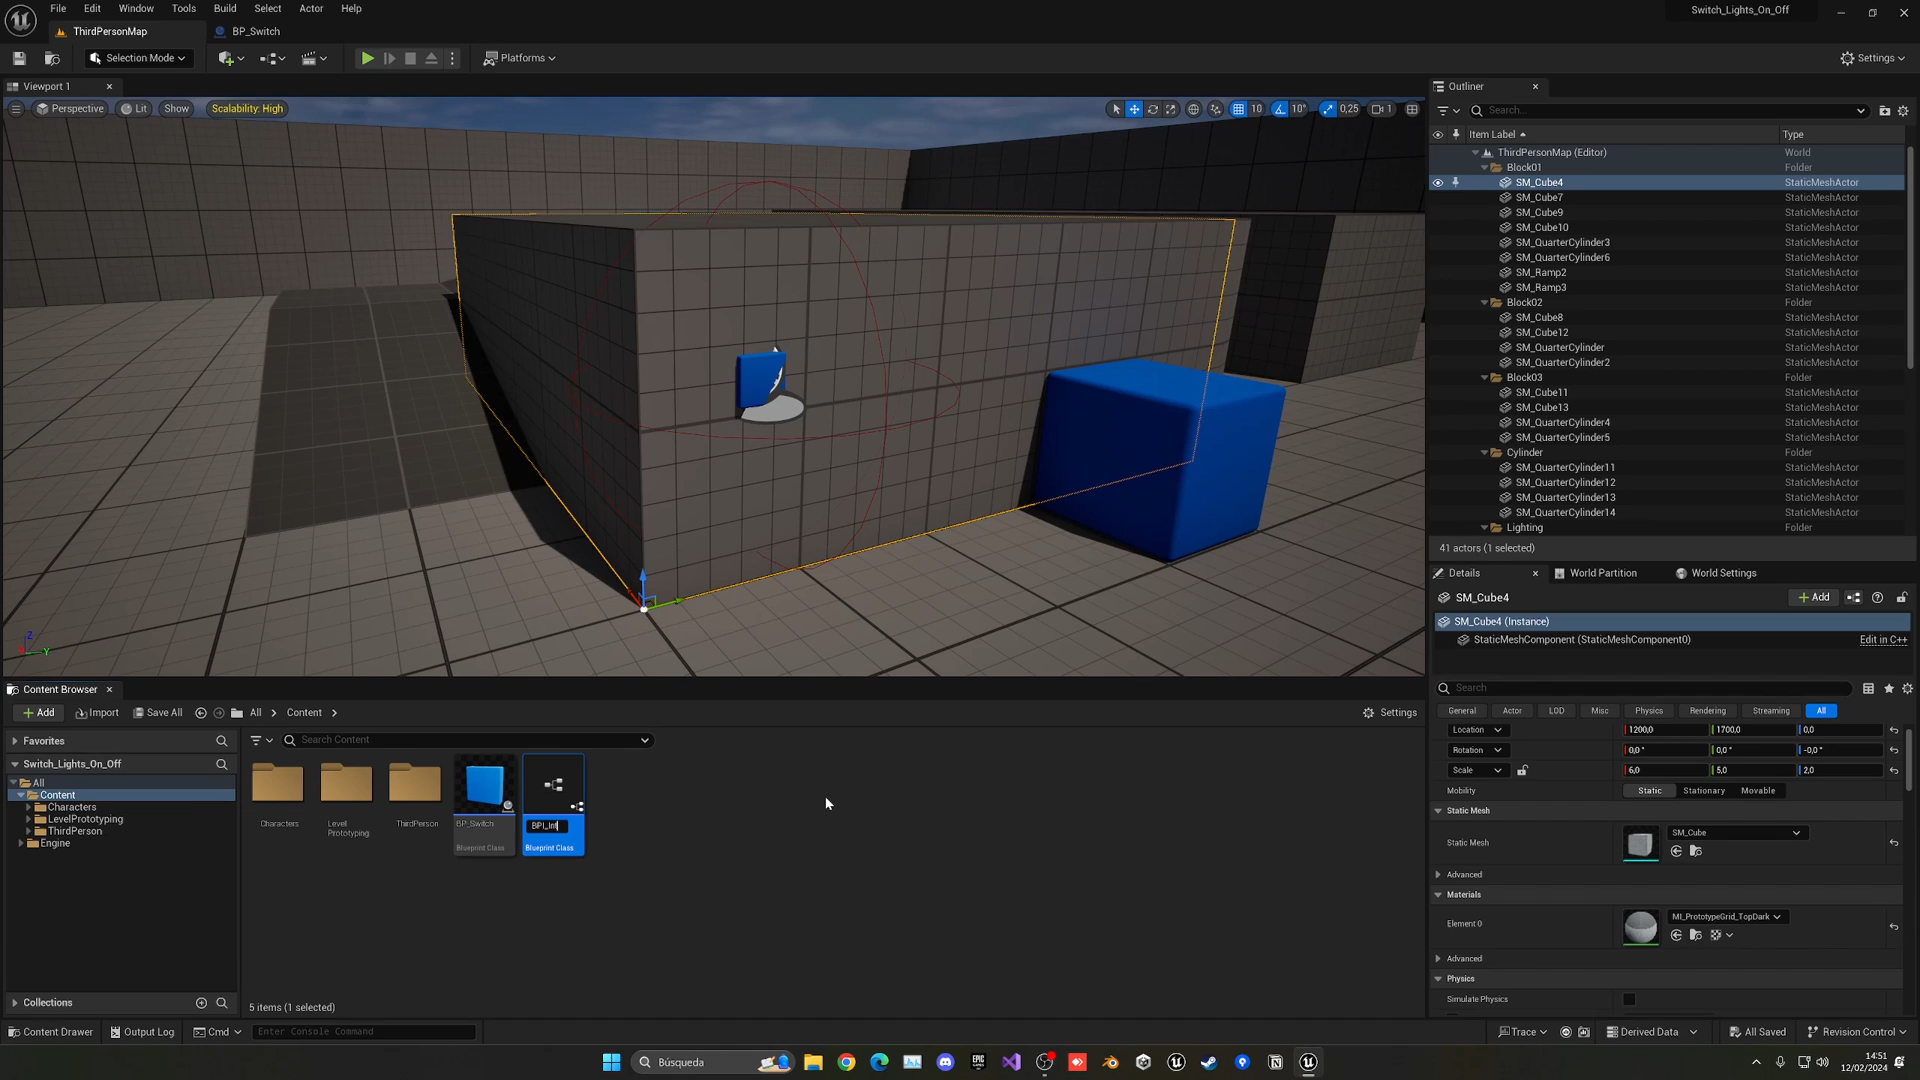 File Edit Window Tools Build Select Actor Help
Switch_Lights_On_Off
ThirdPersonMap
BP_Switch
Selection Mode
Platforms
Settings
Viewport 1
Perspective Lit Show Scalability: High
10 10° 0,25 1
Outliner
Search...
Item Label Type
ThirdPersonMap (Editor) World
Block01 Folder
SM_Cube4 StaticMeshActor
SM_Cube7 StaticMeshActor
SM_Cube9 StaticMeshActor
SM_Cube10 StaticMeshActor
SM_QuarterCylinder3 StaticMeshActor
SM_QuarterCylinder6 StaticMeshActor
SM_Ramp2 StaticMeshActor
SM_Ramp3 StaticMeshActor
Block02 Folder
SM_Cube8 StaticMeshActor
SM_Cube12 StaticMeshActor
SM_QuarterCylinder StaticMeshActor
SM_QuarterCylinder2 StaticMeshActor
Block03 Folder
SM_Cube11 StaticMeshActor
SM_Cube13 StaticMeshActor
SM_QuarterCylinder4 StaticMeshActor
SM_QuarterCylinder5 StaticMeshActor
Cylinder Folder
SM_QuarterCylinder11 StaticMeshActor
SM_QuarterCylinder12 StaticMeshActor
SM_QuarterCylinder13 StaticMeshActor
SM_QuarterCylinder14 StaticMeshActor
Lighting Folder
41 actors (1 selected)
Details World Partition World Settings
SM_Cube4
Add
SM_Cube4 (Instance)
StaticMeshComponent (StaticMeshComponent0) Edit in C++
Search
General Actor LOD Misc Physics Rendering Streaming All
Location 1200,0 1700,0 0,0
Rotation 0,0 ° 0,0 ° -0,0 °
Scale 6,0 5,0 2,0
Mobility Static Stationary Movable
Static Mesh
Static Mesh SM_Cube
Advanced
Materials
Element 0 MI_PrototypeGrid_TopDark
Advanced
Physics
Simulate Physics
Z
X
Y
Content Browser
Add Import Save All All Content
Settings
Favorites
Search Content
Switch_Lights_On_Off
All
Content
Characters
LevelPrototyping
ThirdPerson
Engine
Characters
Level
Prototyping
ThirdPerson
BP_Switch
Blueprint Class
BPI_Int
Blueprint Class
Collections
5 items (1 selected)
Content Drawer Output Log Cmd Enter Console Command
Trace Derived Data All Saved Revision Control
Búsqueda
EPIC
GAMES
14:51
12/02/2024